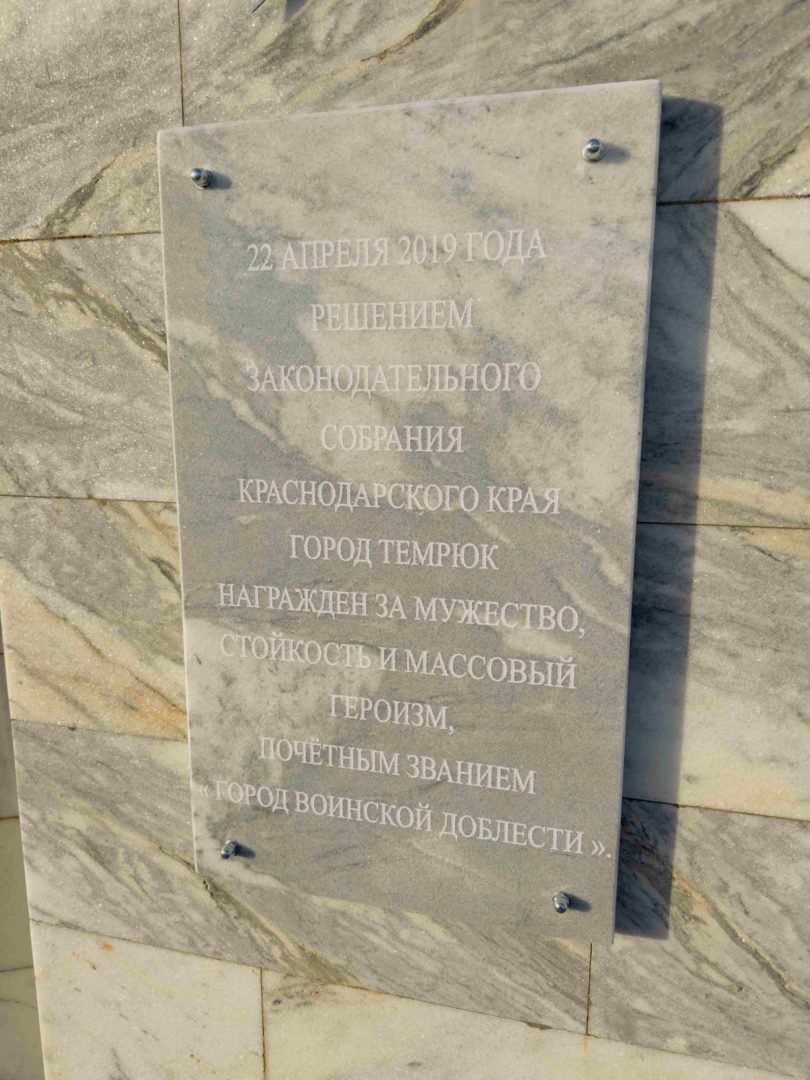 22 АПРЕЛЯ 2019 ГОДА
РЕШЕНИЕМ
ЗАКОНОДАТЕЛЬНОГО
СОБРАНИЯ
КРАСНОДАРСКОГО КРАЯ
ГОРОД ТЕМРЮК
НАГРАЖДЕН ЗА МУЖЕСТВО,
СТОЙКОСТЬ И МАССОВЫЙ
ГЕРОИЗМ,
ПОЧЁТНЫМ ЗВАНИЕМ
« ГОРОД ВОИНСКОЙ ДОБЛЕСТИ ».